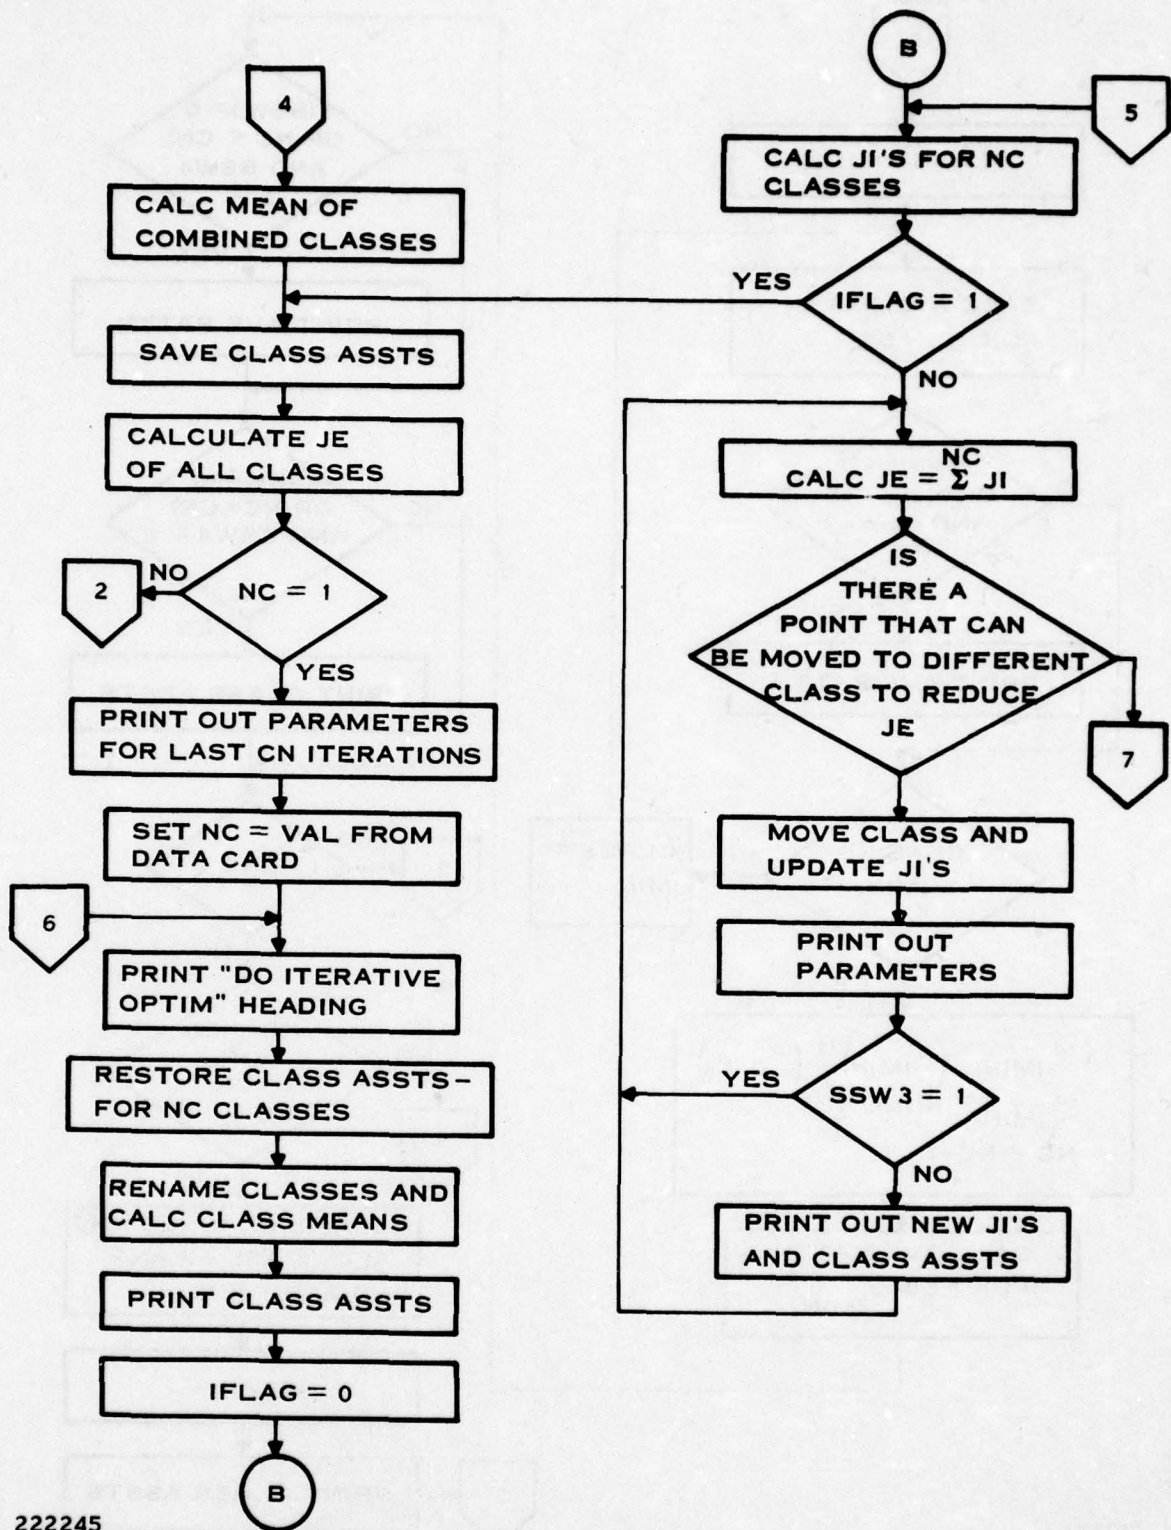 4
CALC MEAN OF
COMBINED CLASSES
SAVE CLASS ASSTS
CALCULATE JE
OF ALL CLASSES
NC = 1
NO
2
YES
PRINT OUT PARAMETERS
FOR LAST CN ITERATIONS
SET NC = VAL FROM
DATA CARD
6
PRINT "DO ITERATIVE
OPTIM" HEADING
RESTORE CLASS ASSTS –
FOR NC CLASSES
RENAME CLASSES AND
CALC CLASS MEANS
PRINT CLASS ASSTS
IFLAG = 0
B
222245
B
5
CALC JI'S FOR NC
CLASSES
YES
IFLAG = 1
NO
NC
CALC JE = Σ JI
IS
THERE A
POINT THAT CAN
BE MOVED TO DIFFERENT
CLASS TO REDUCE
JE
7
MOVE CLASS AND
UPDATE JI'S
PRINT OUT
PARAMETERS
YES
SSW 3 = 1
NO
PRINT OUT NEW JI'S
AND CLASS ASSTS